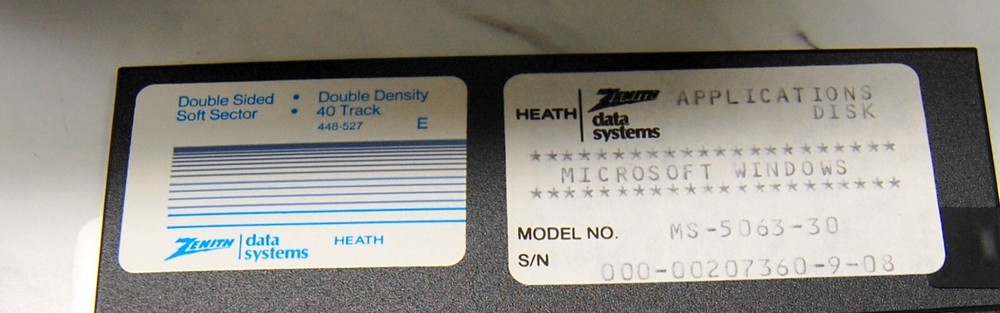 Double Sided • Double Density
Soft Sector • 40 Track
448-527 E
ZENITH data systems HEATH
HEATH ZENITH data systems
APPLICATIONS
DISK
*********************
MICROSOFT WINDOWS
*********************
MODEL NO. MS-5063-30
S/N 000-00207360-9-08